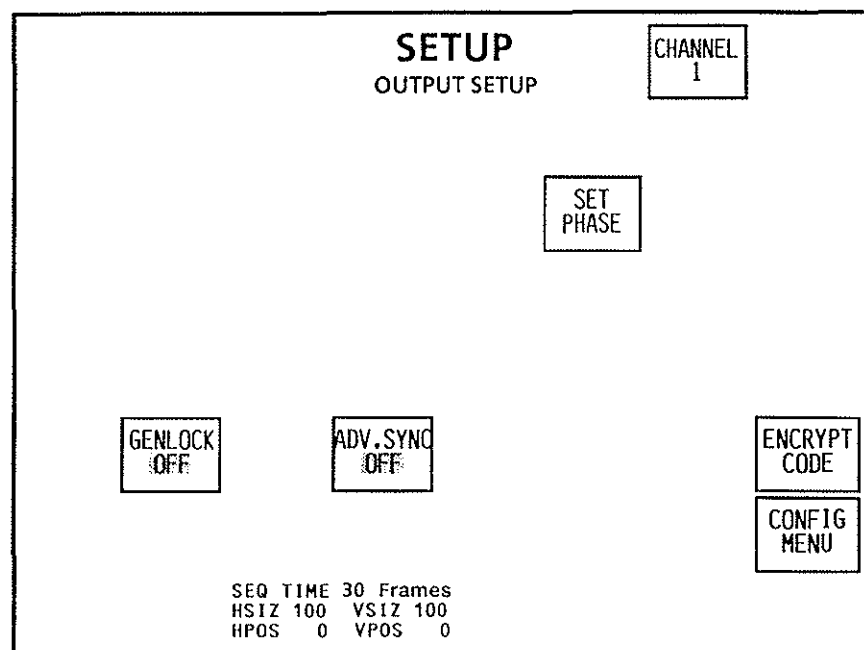 SETUP
OUTPUT SETUP
CHANNEL
1
SET
PHASE
GENLOCK
OFF
ADV.SYNC
OFF
ENCRYPT
CODE
CONFIG
MENU
SEQ TIME 30 Frames
HSIZ 100 VSIZ 100
HPOS 0 VPOS 0